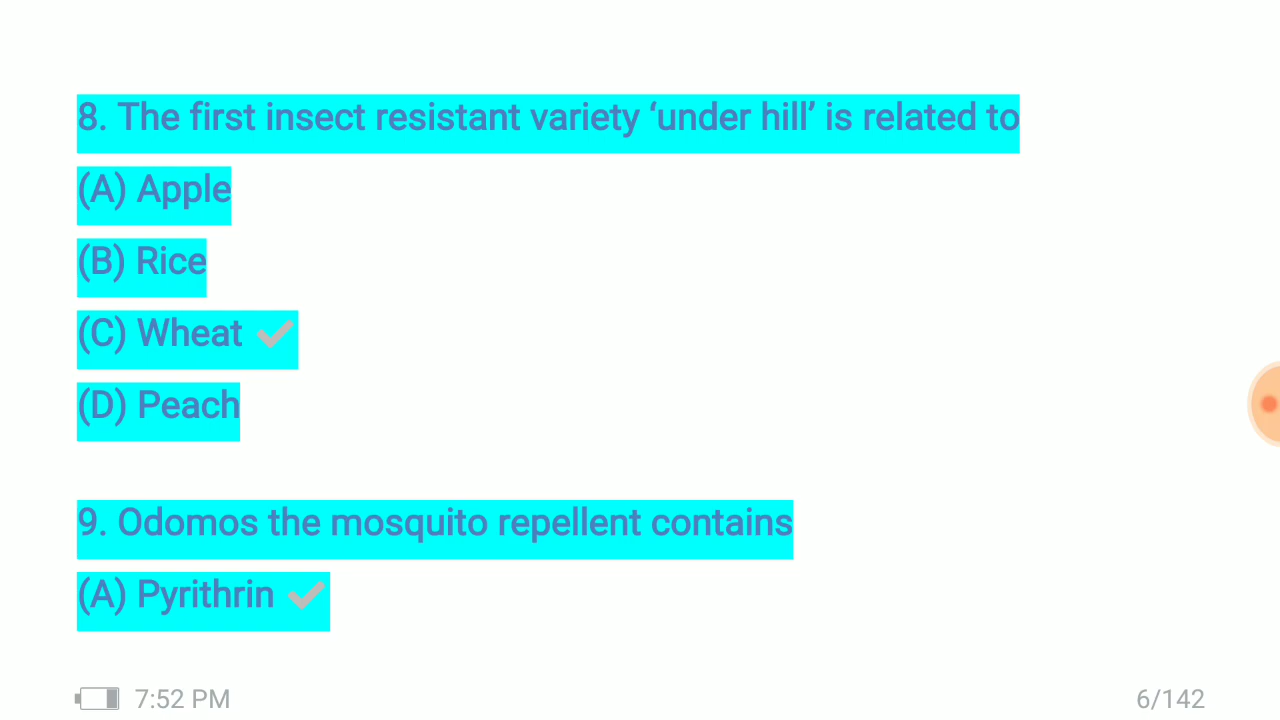 8. The first insect resistant variety ‘under hill’ is related to
(A) Apple
(B) Rice
(C) Wheat ✔
(D) Peach
9. Odomos the mosquito repellent contains
(A) Pyrithrin ✔
7:52 PM
6/142